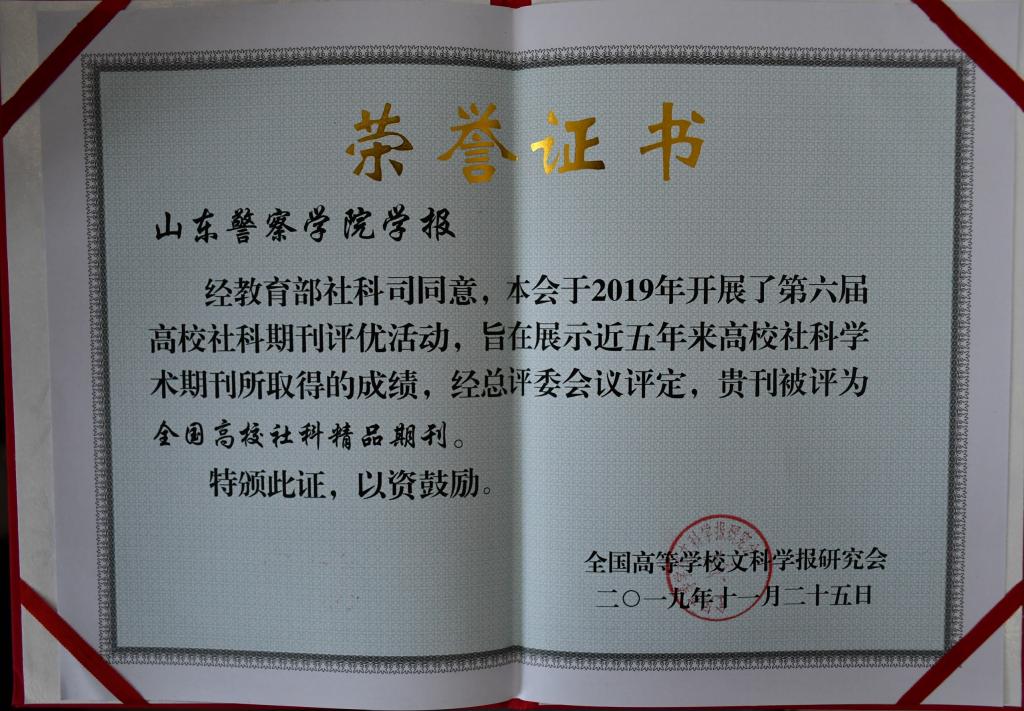 荣誉证书
山东警察学院学报
经教育部社科司同意，本会于2019年开展了第六届
高校社科期刊评优活动，旨在展示近五年来高校社科学
术期刊所取得的成绩，经总评委会议评定，贵刊被评为
全国高校社科精品期刊。
特颁此证，以资鼓励。
全国高等学校文科学报研究会
二〇一九年十一月二十五日